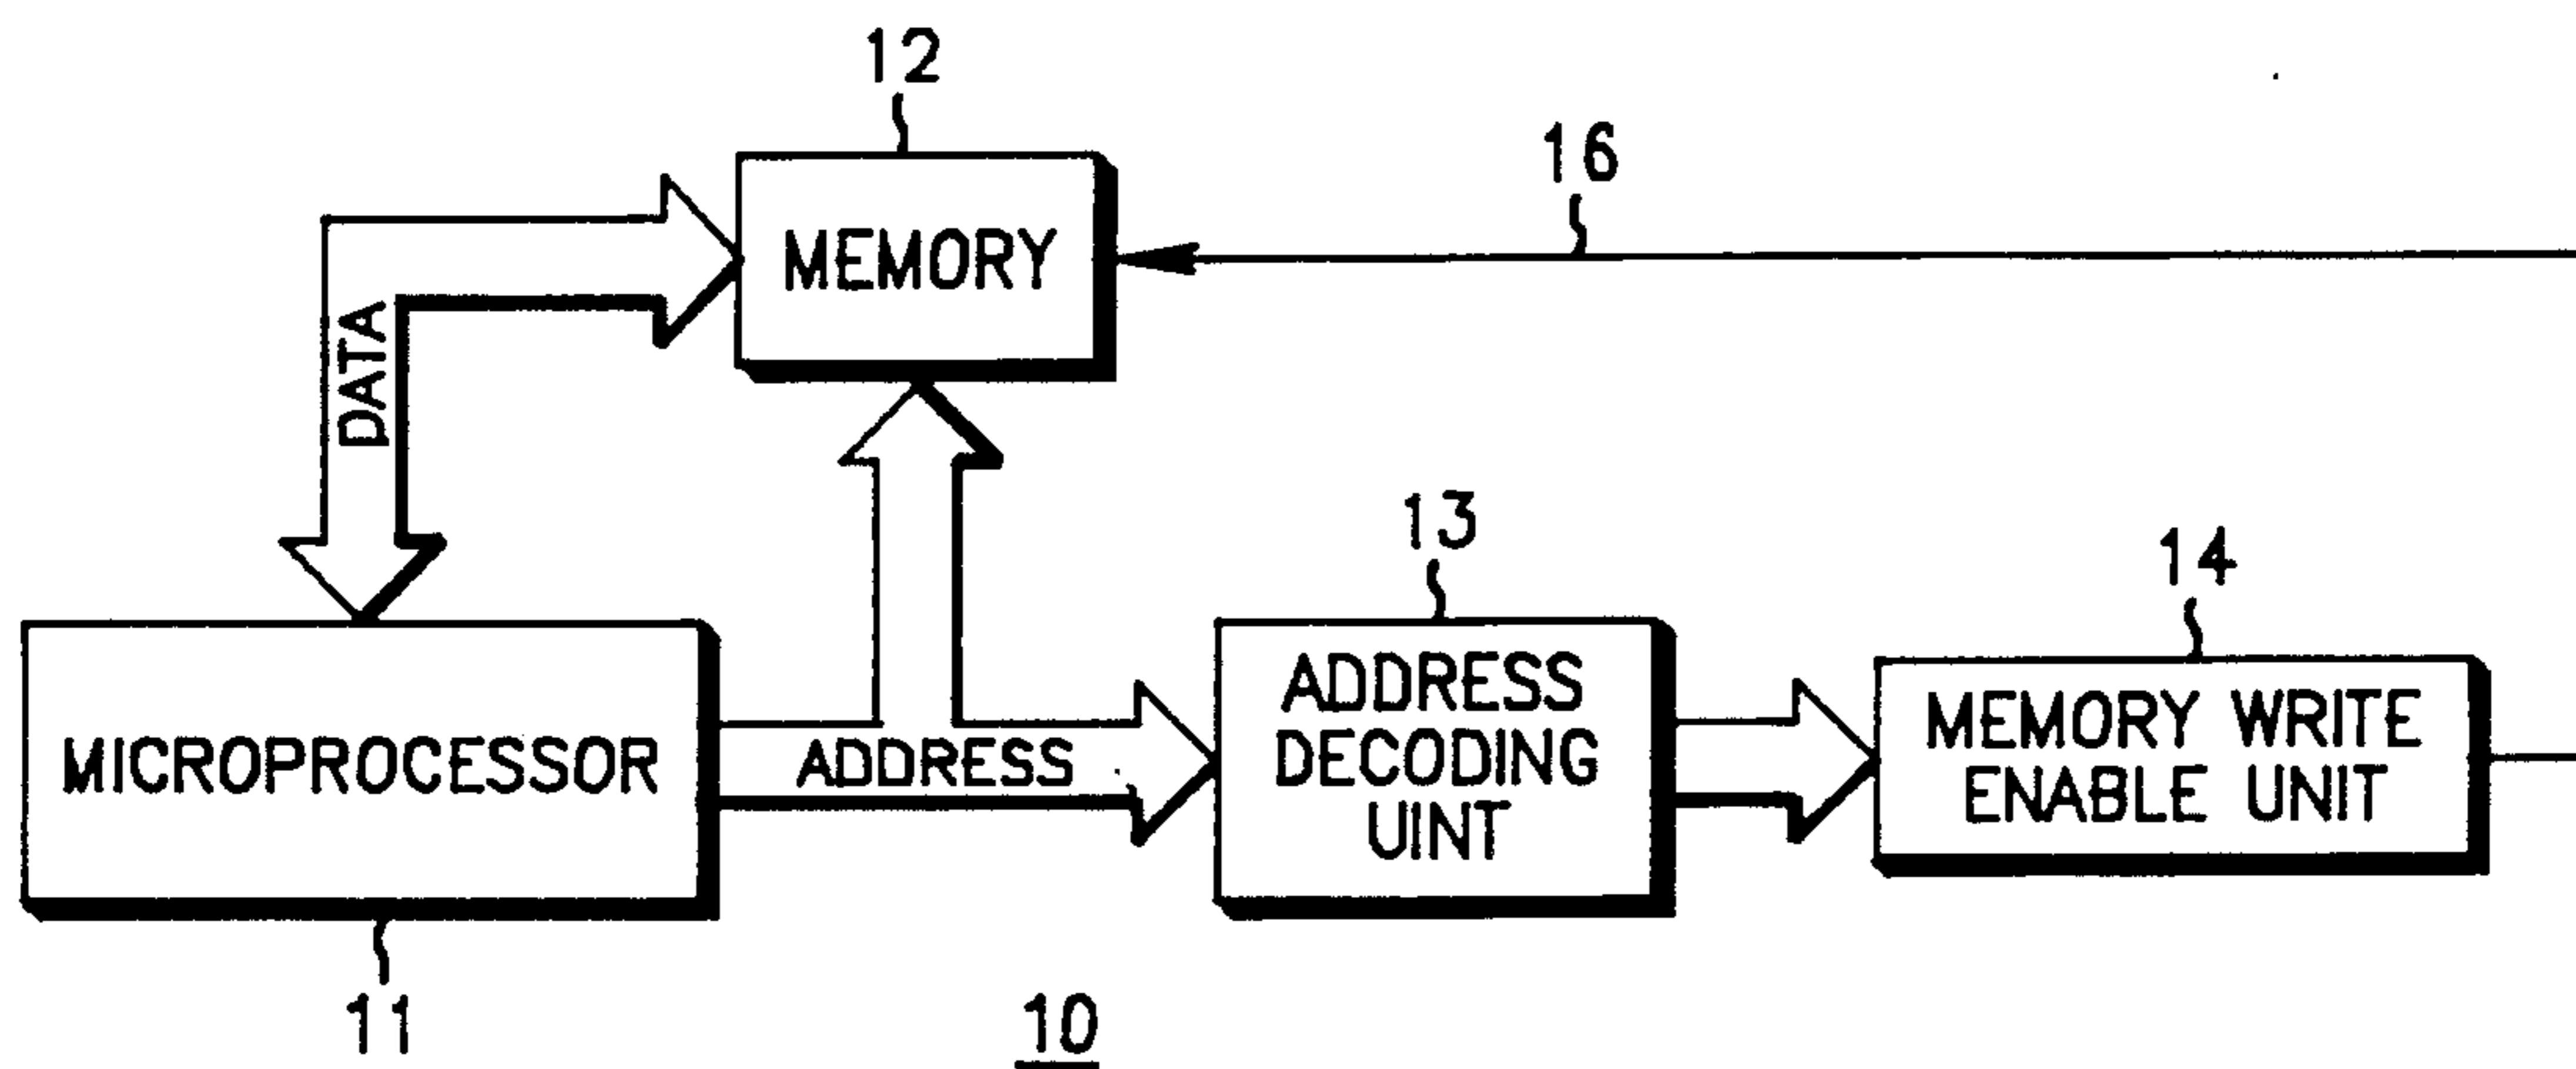 12
16
MEMORY
DATA
13
14
MICROPROCESSOR
ADDRESS
ADDRESS
DECODING
UINT
MEMORY WRITE
ENABLE UNIT
11
10